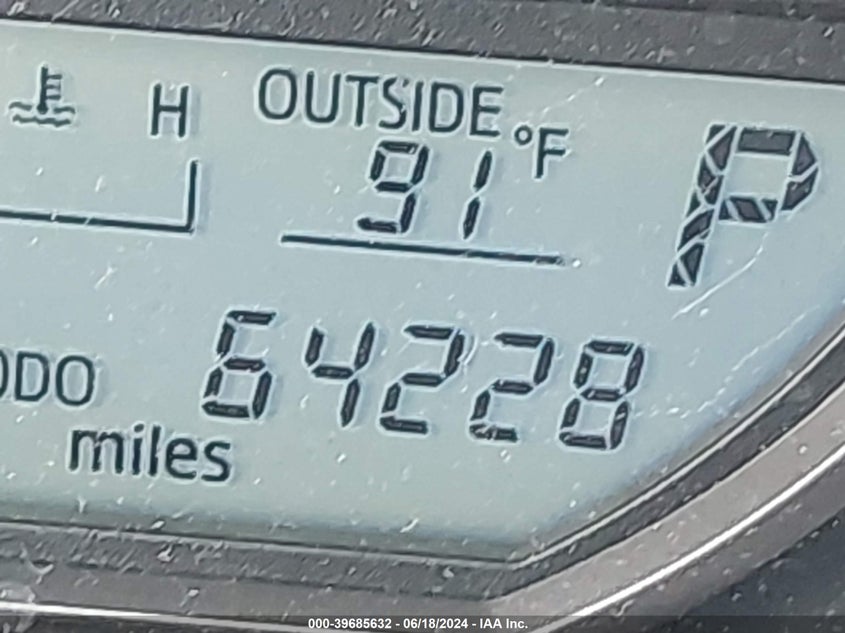 H
OUTSIDE
°F
91
P
ODO
64228
miles
000-39685632 - 06/18/2024 - IAA Inc.